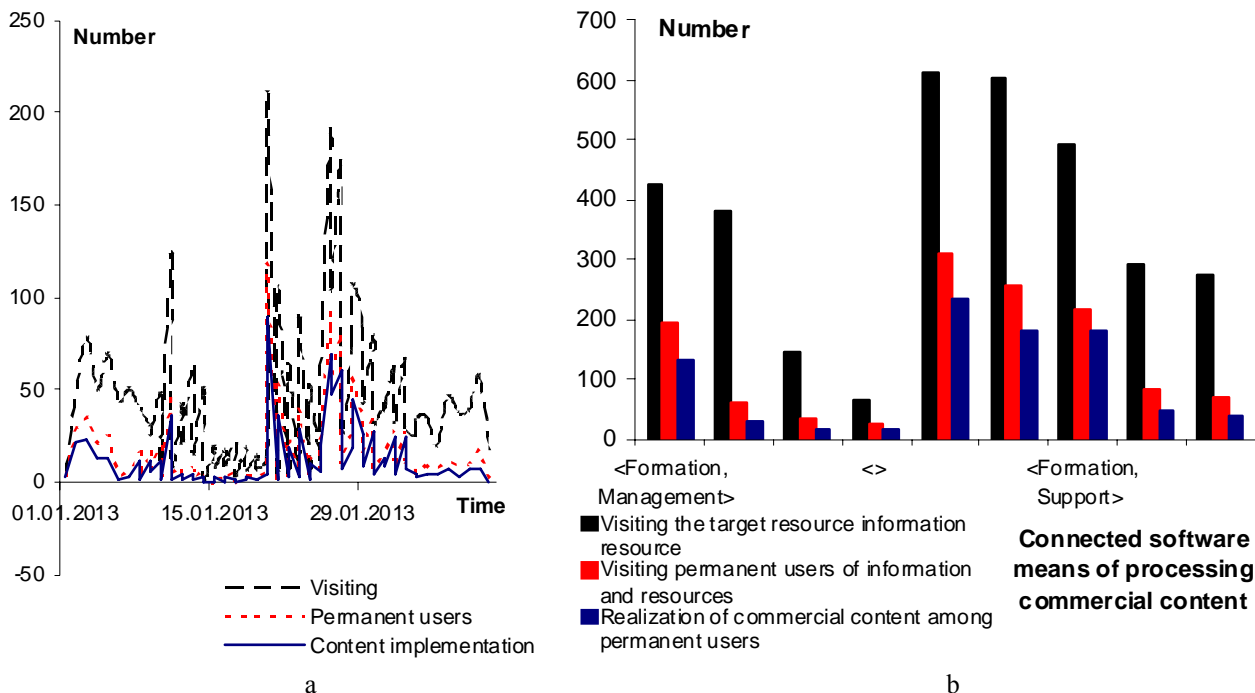 250
Number
200
150
100
50
0
01.01.2013
15.01.2013
29.01.2013
Time
-50
Visiting
Permanent users
Content implementation
a
700
Number
600
500
400
300
200
100
0
<Formation,
Management>
<>
<Formation,
Support>
Visiting the target resource information
resource
Visiting permanent users of information
and resources
Realization of commercial content among
permanent users
Connected software
means of processing
commercial content
b